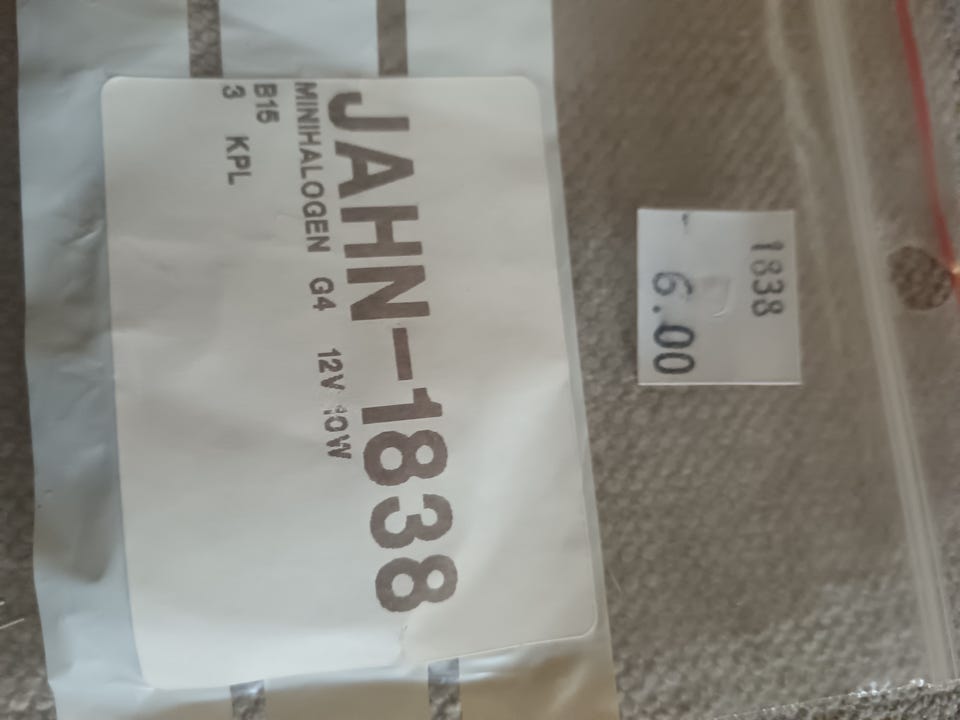 JAHN-1838
MINIHALOGEN G4 12V 10W
B15
3 KPL
1838
6.00